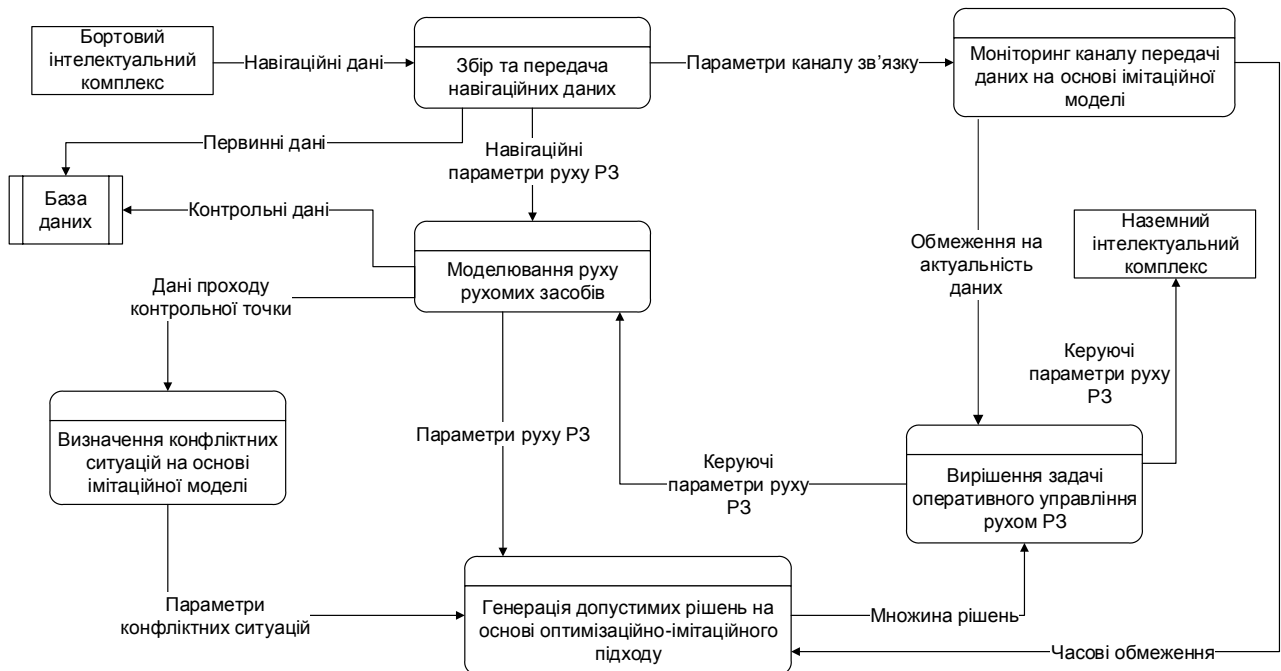 Бортовий
інтелектуальний
комплекс
Навігаційні дані
Збір та передача
навігаційних даних
Параметри каналу зв’язку
Моніторинг каналу передачі
даних на основі імітаційної
моделі
Первинні дані
Навігаційні
параметри руху РЗ
База
даних
Контрольні дані
Моделювання руху
рухомих засобів
Обмеження на
актуальність
даних
Наземний
інтелектуальний
комплекс
Дані проходу
контрольної точки
Керуючі
параметри руху
РЗ
Визначення конфліктних
ситуацій на основі
імітаційної моделі
Параметри руху РЗ
Керуючі
параметри руху
РЗ
Вирішення задачі
оперативного управління
рухом РЗ
Параметри
конфліктних ситуацій
Генерація допустимих рішень на
основі оптимізаційно-імітаційного
підходу
Множина рішень
Часові обмеження